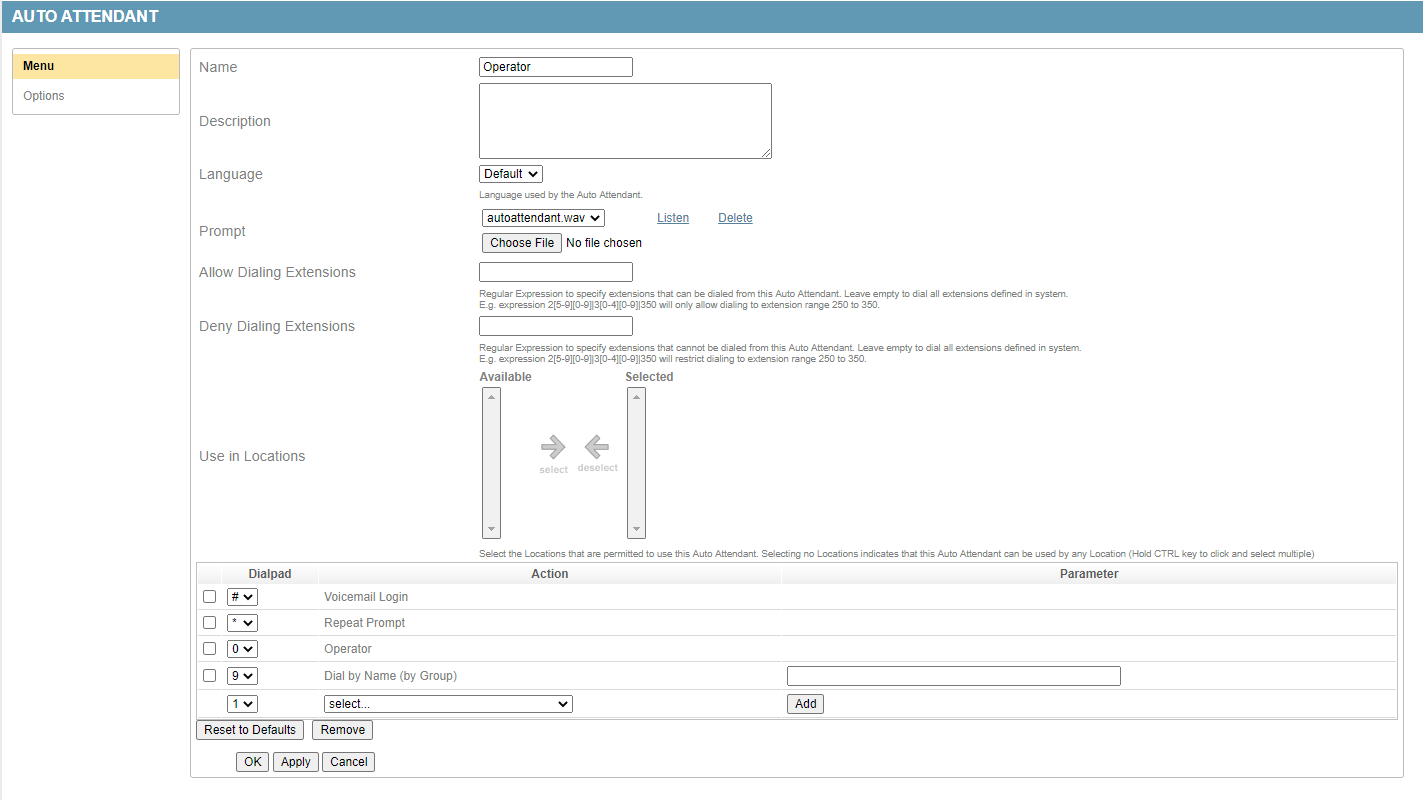 AUTO ATTENDANT
Menu
Options
Name
Operator
Description
Language
Default
Language used by the Auto Attendant.
Prompt
autoattendant.wav Listen Delete
Choose File No file chosen
Allow Dialing Extensions
Regular Expression to specify extensions that can be dialed from this Auto Attendant. Leave empty to dial all extensions defined in system.
E.g. expression 2[5-9][0-9]|3[0-4][0-9]|350 will only allow dialing to extension range 250 to 350.
Deny Dialing Extensions
Regular Expression to specify extensions that cannot be dialed from this Auto Attendant. Leave empty to dial all extensions defined in system.
E.g. expression 2[5-9][0-9]|3[0-4][0-9]|350 will restrict dialing to extension range 250 to 350.
Available Selected
Use in Locations
select deselect
Select the Locations that are permitted to use this Auto Attendant. Selecting no Locations indicates that this Auto Attendant can be used by any Location (Hold CTRL key to click and select multiple)
Dialpad Action Parameter
# Voicemail Login
* Repeat Prompt
0 Operator
9 Dial by Name (by Group)
1 select... Add
Reset to Defaults Remove
OK Apply Cancel